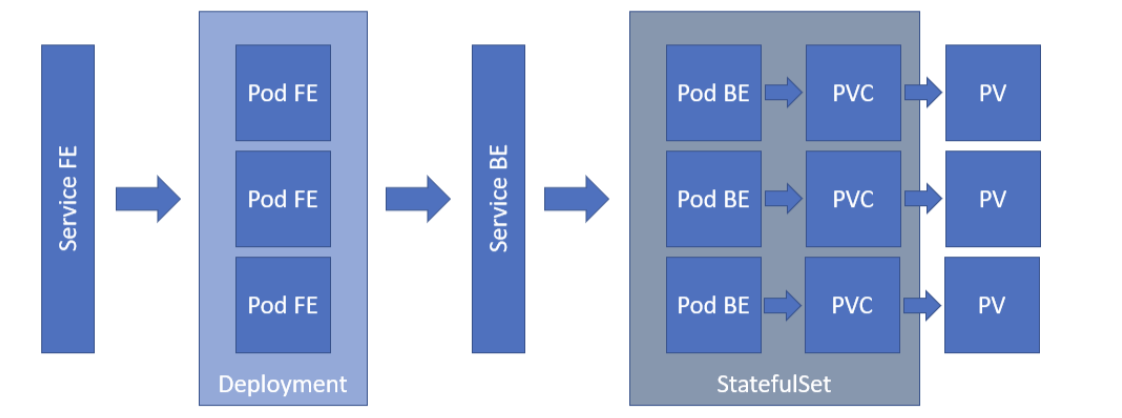 Service FE
Pod FE
Pod FE
Pod FE
Deployment
Service BE
Pod BE
PVC
PV
Pod BE
PVC
PV
Pod BE
PVC
PV
StatefulSet